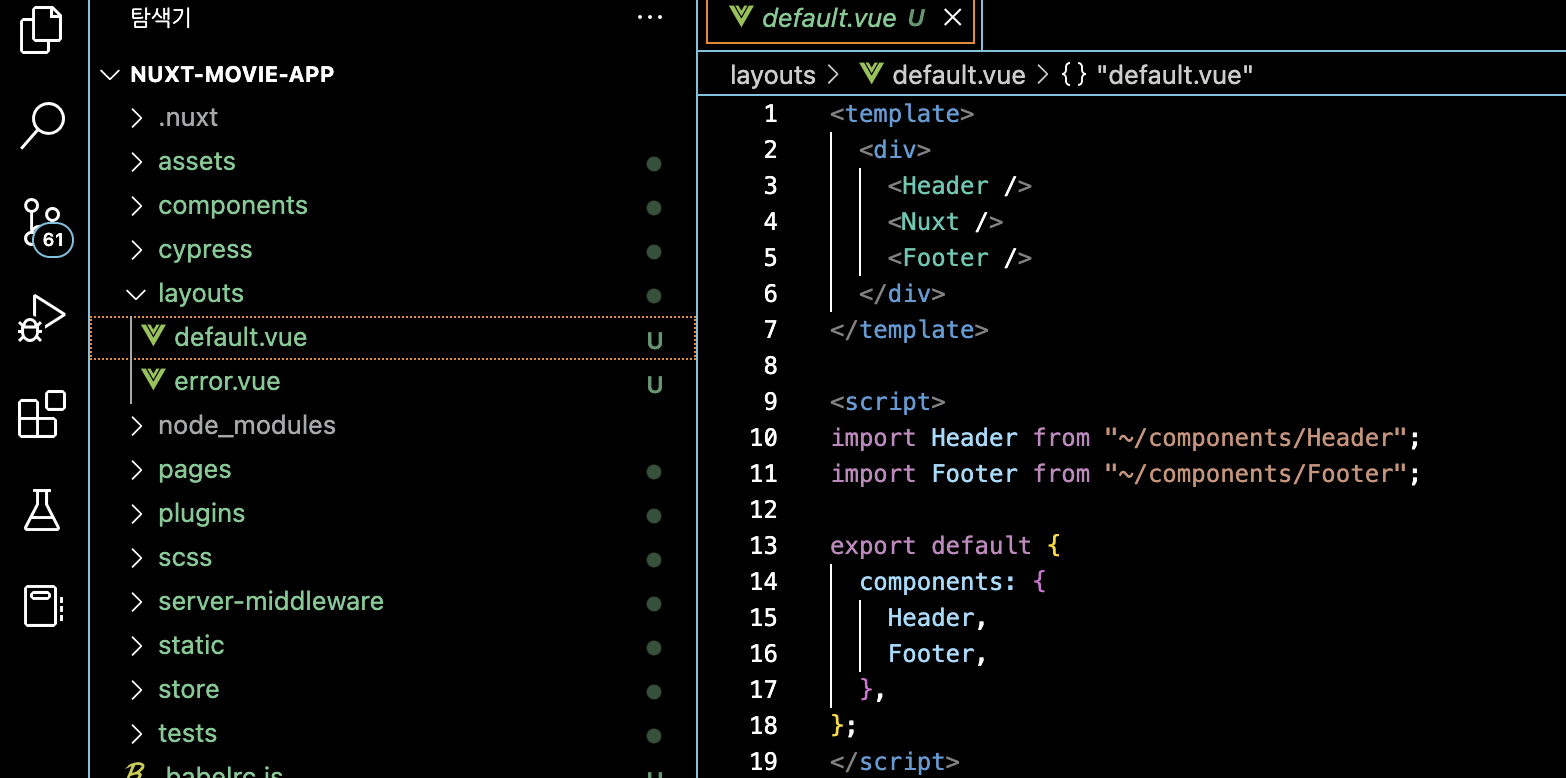 탐색기
NUXT-MOVIE-APP
.nuxt
assets
components
cypress
layouts
default.vue U
error.vue U
node_modules
pages
plugins
scss
server-middleware
static
store
tests
.babelrc.js U
61
default.vue U
layouts > default.vue > {} "default.vue"
1 <template>
2 <div>
3 <Header />
4 <Nuxt />
5 <Footer />
6 </div>
7 </template>
8
9 <script>
10 import Header from "~/components/Header";
11 import Footer from "~/components/Footer";
12
13 export default {
14 components: {
15 Header,
16 Footer,
17 },
18 };
19 </script>